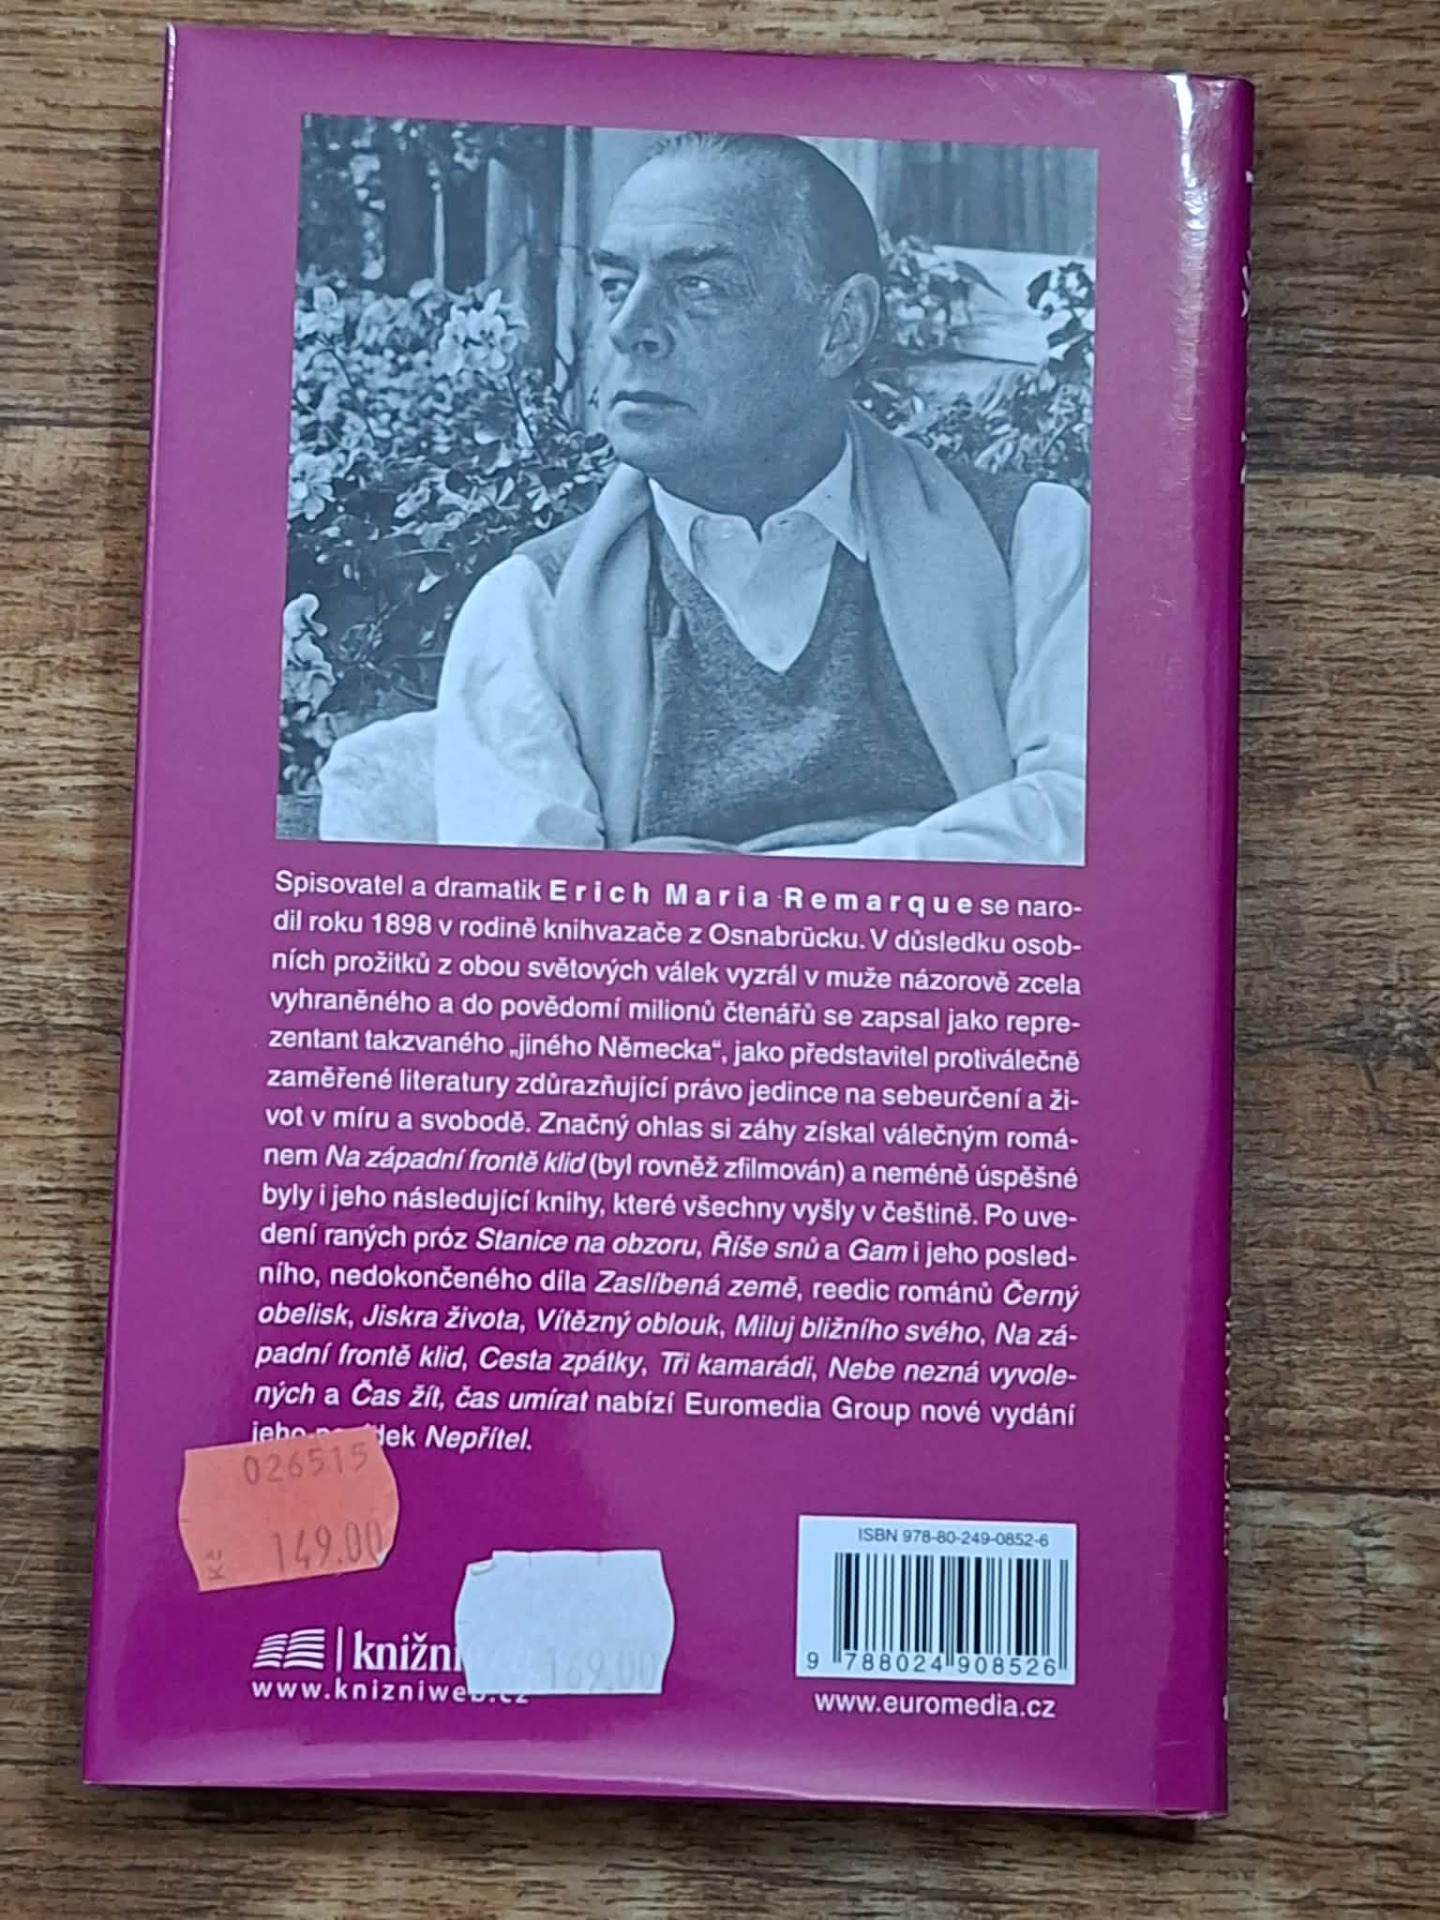 Spisovatel a dramatik Erich Maria Remarque se naro-
dil roku 1898 v rodině knihvazače z Osnabrücku. V důsledku osob-
ních prožitků z obou světových válek vyzrál v muže názorově zcela
vyhraněného a do povědomí milionů čtenářů se zapsal jako repre-
zentant takzvaného „jiného Německa“, jako představitel protiválečně
zaměřené literatury zdůrazňující právo jedince na sebeurčení a ži-
vot v míru a svobodě. Značný ohlas si záhy získal válečným romá-
nem Na západní frontě klid (byl rovněž zfilmován) a neméně úspěšné
byly i jeho následující knihy, které všechny vyšly v češtině. Po uve-
dení raných próz Stanice na obzoru, Říše snů a Gam i jeho posled-
ního, nedokončeného díla Zaslíbená země, reedic románů Černý
obelisk, Jiskra života, Vítězný oblouk, Miluj bližního svého, Na zá-
padní frontě klid, Cesta zpátky, Tři kamarádi, Nebe nezná vyvole-
ných a Čas žít, čas umírat nabízí Euromedia Group nové vydání
jeho Nepřítel.
026515
Kč 149.00
169.00
www.knizniweb.cz
ISBN 978-80-249-0852-6
9 788024 908526
www.euromedia.cz